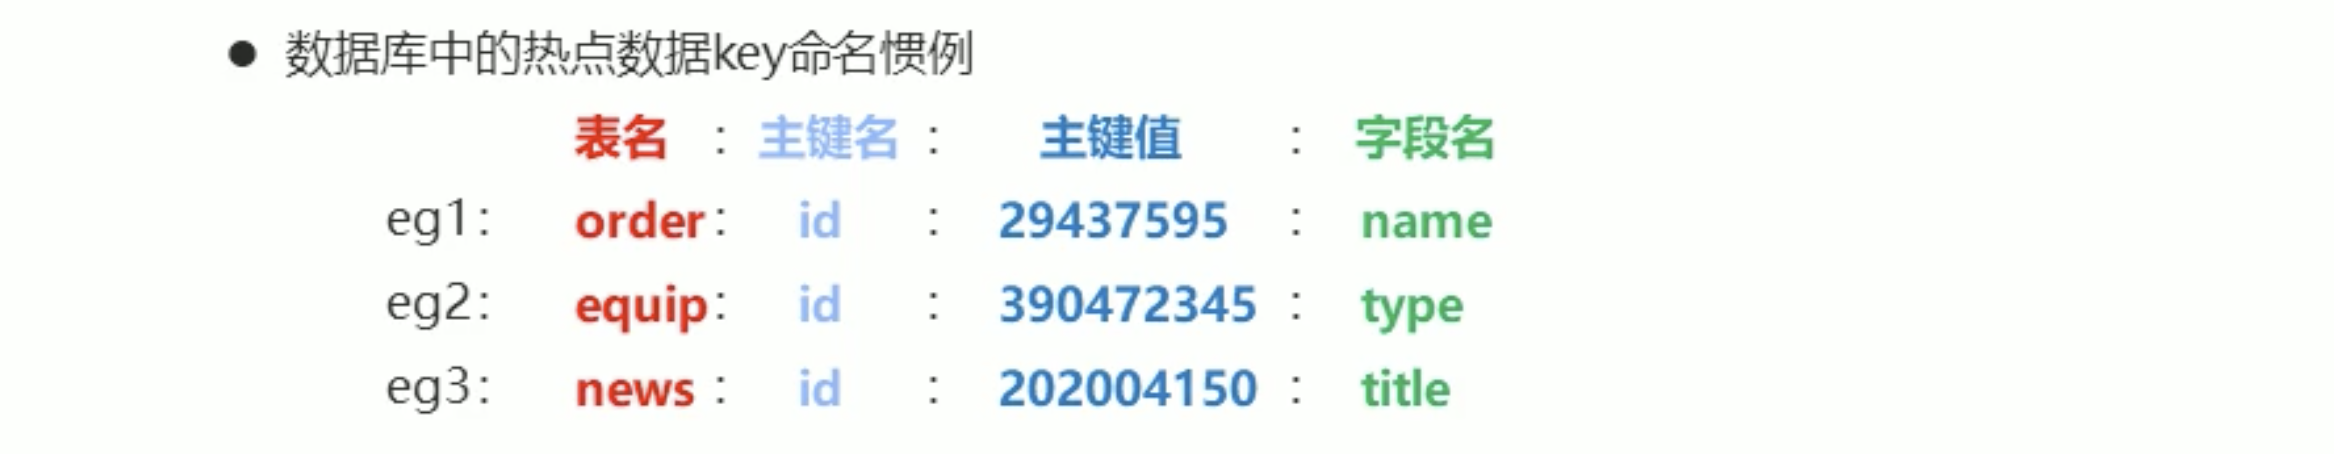 ● 数据库中的热点数据key命名惯例
表名 : 主键名 : 主键值 : 字段名
eg1: order : id : 29437595 : name
eg2: equip : id : 390472345 : type
eg3: news : id : 202004150 : title